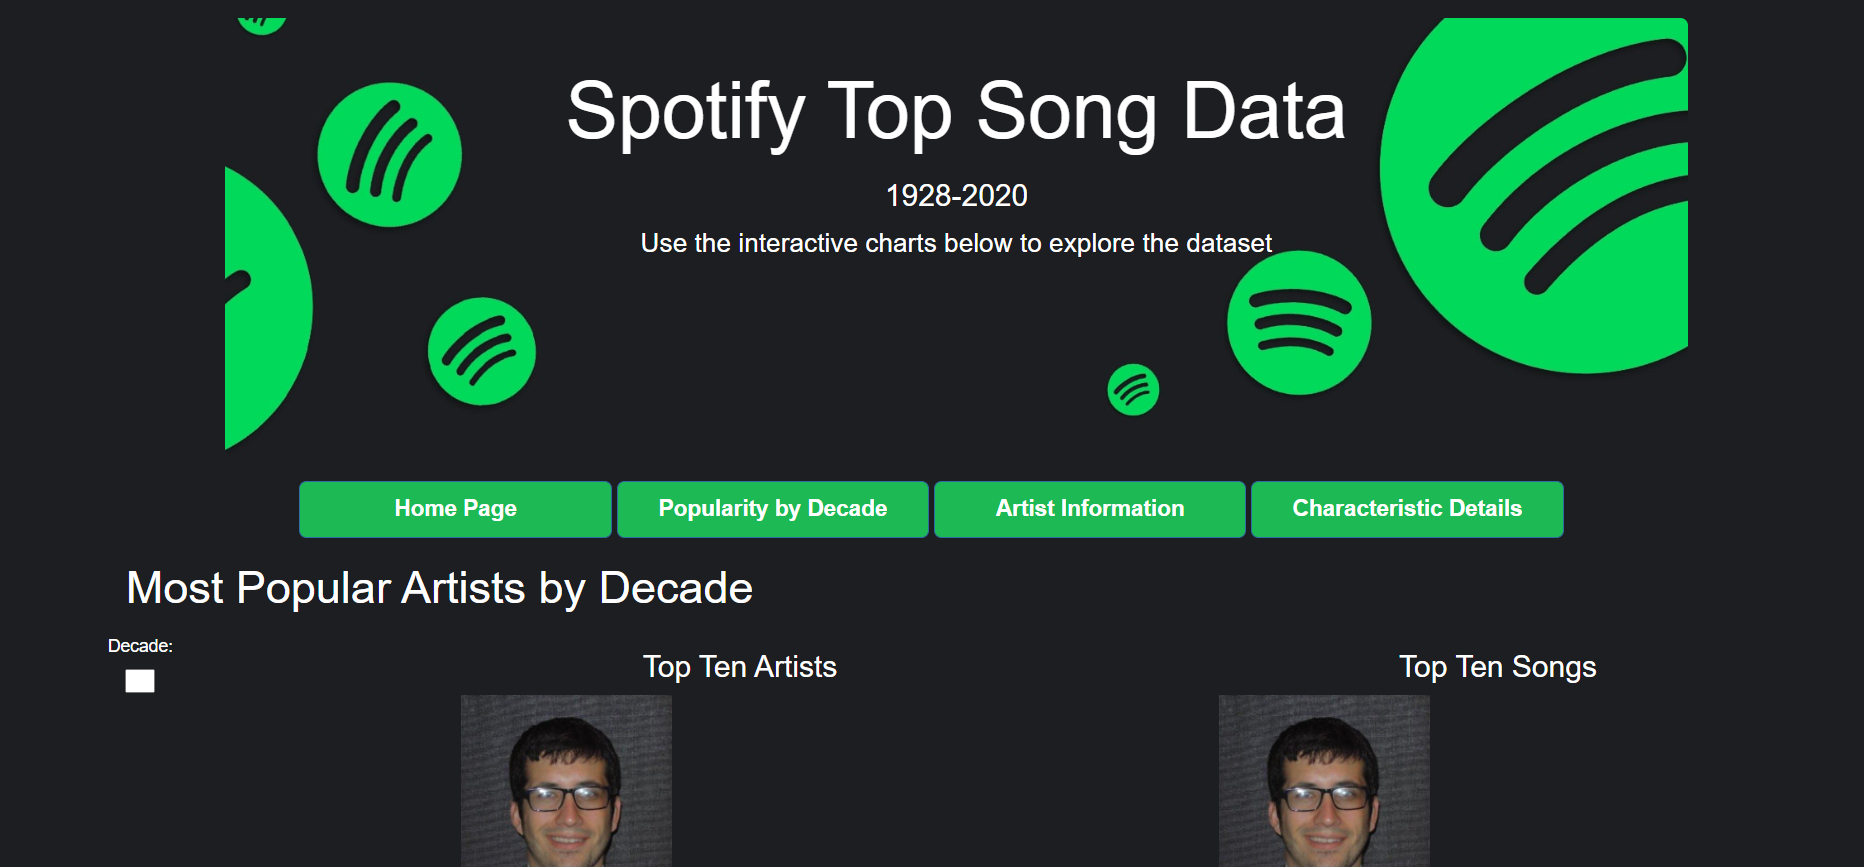 Spotify Top Song Data
1928-2020
Use the interactive charts below to explore the dataset
Home Page
Popularity by Decade
Artist Information
Characteristic Details
Most Popular Artists by Decade
Decade:
Top Ten Artists
Top Ten Songs